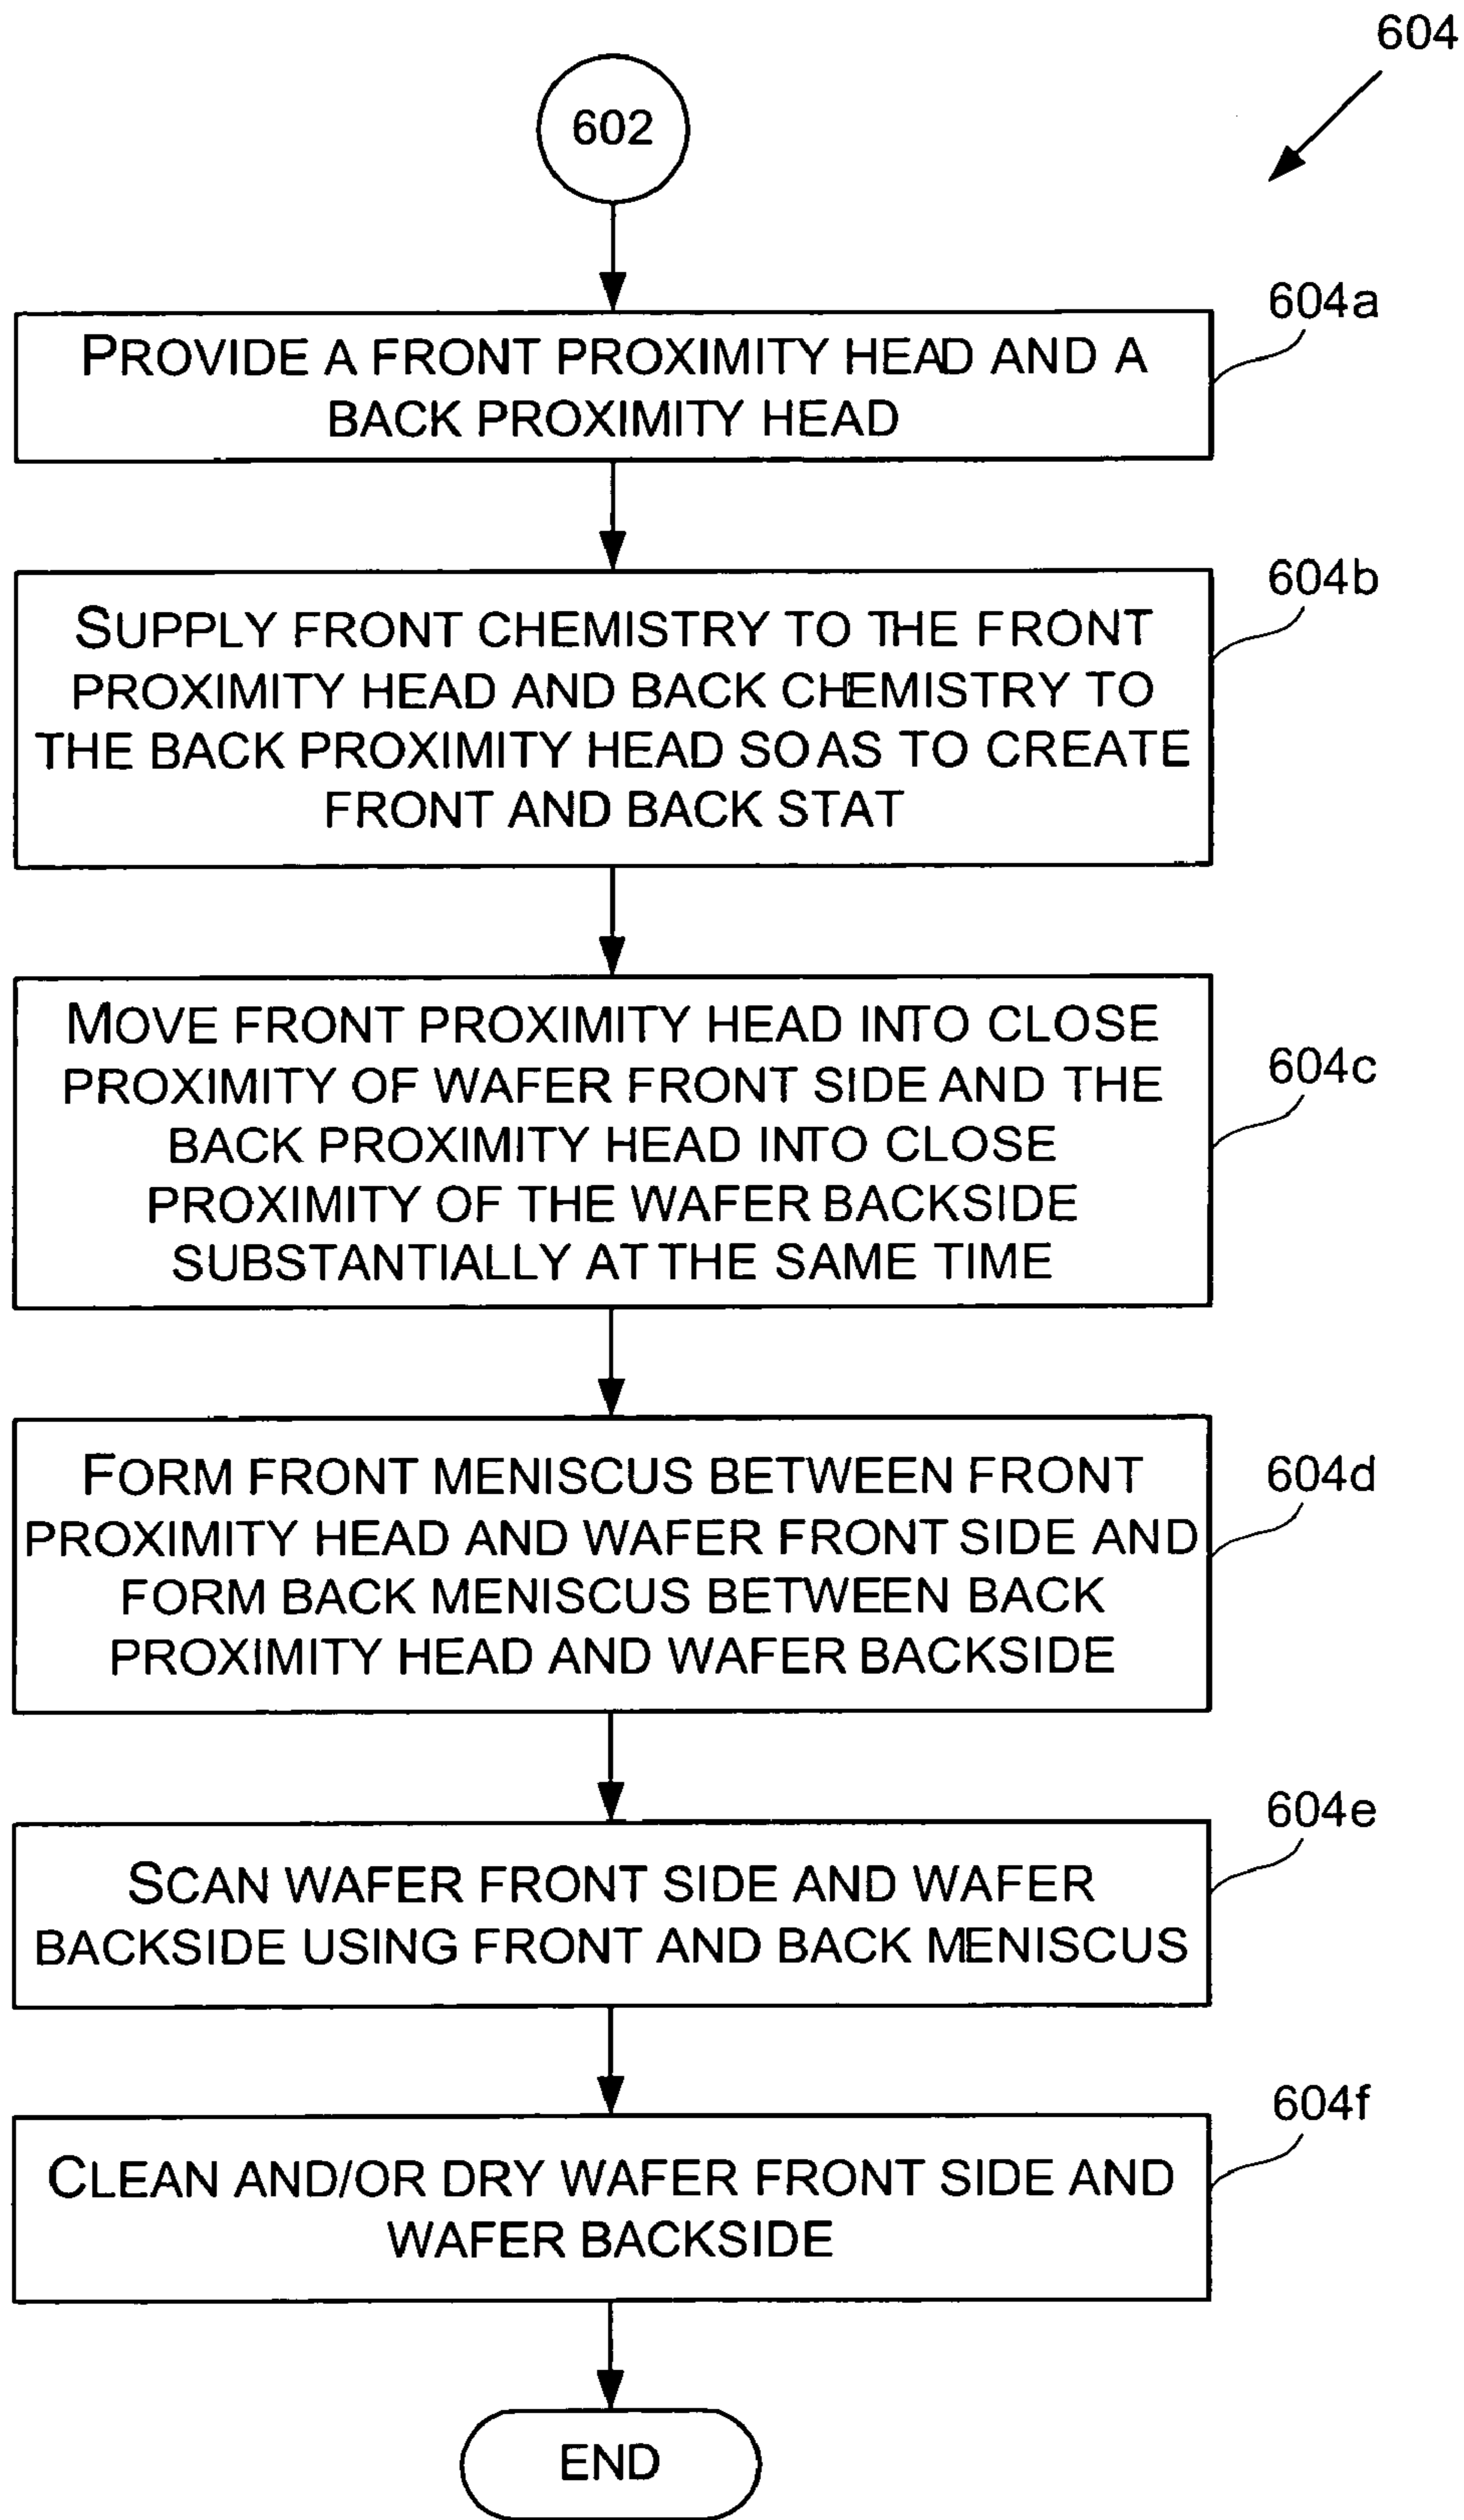 604
602
604a
PROVIDE A FRONT PROXIMITY HEAD AND A
BACK PROXIMITY HEAD
604b
SUPPLY FRONT CHEMISTRY TO THE FRONT
PROXIMITY HEAD AND BACK CHEMISTRY TO
THE BACK PROXIMITY HEAD SO AS TO CREATE
FRONT AND BACK STAT
604c
MOVE FRONT PROXIMITY HEAD INTO CLOSE
PROXIMITY OF WAFER FRONT SIDE AND THE
BACK PROXIMITY HEAD INTO CLOSE
PROXIMITY OF THE WAFER BACKSIDE
SUBSTANTIALLY AT THE SAME TIME
604d
FORM FRONT MENISCUS BETWEEN FRONT
PROXIMITY HEAD AND WAFER FRONT SIDE AND
FORM BACK MENISCUS BETWEEN BACK
PROXIMITY HEAD AND WAFER BACKSIDE
604e
SCAN WAFER FRONT SIDE AND WAFER
BACKSIDE USING FRONT AND BACK MENISCUS
604f
CLEAN AND/OR DRY WAFER FRONT SIDE AND
WAFER BACKSIDE
END